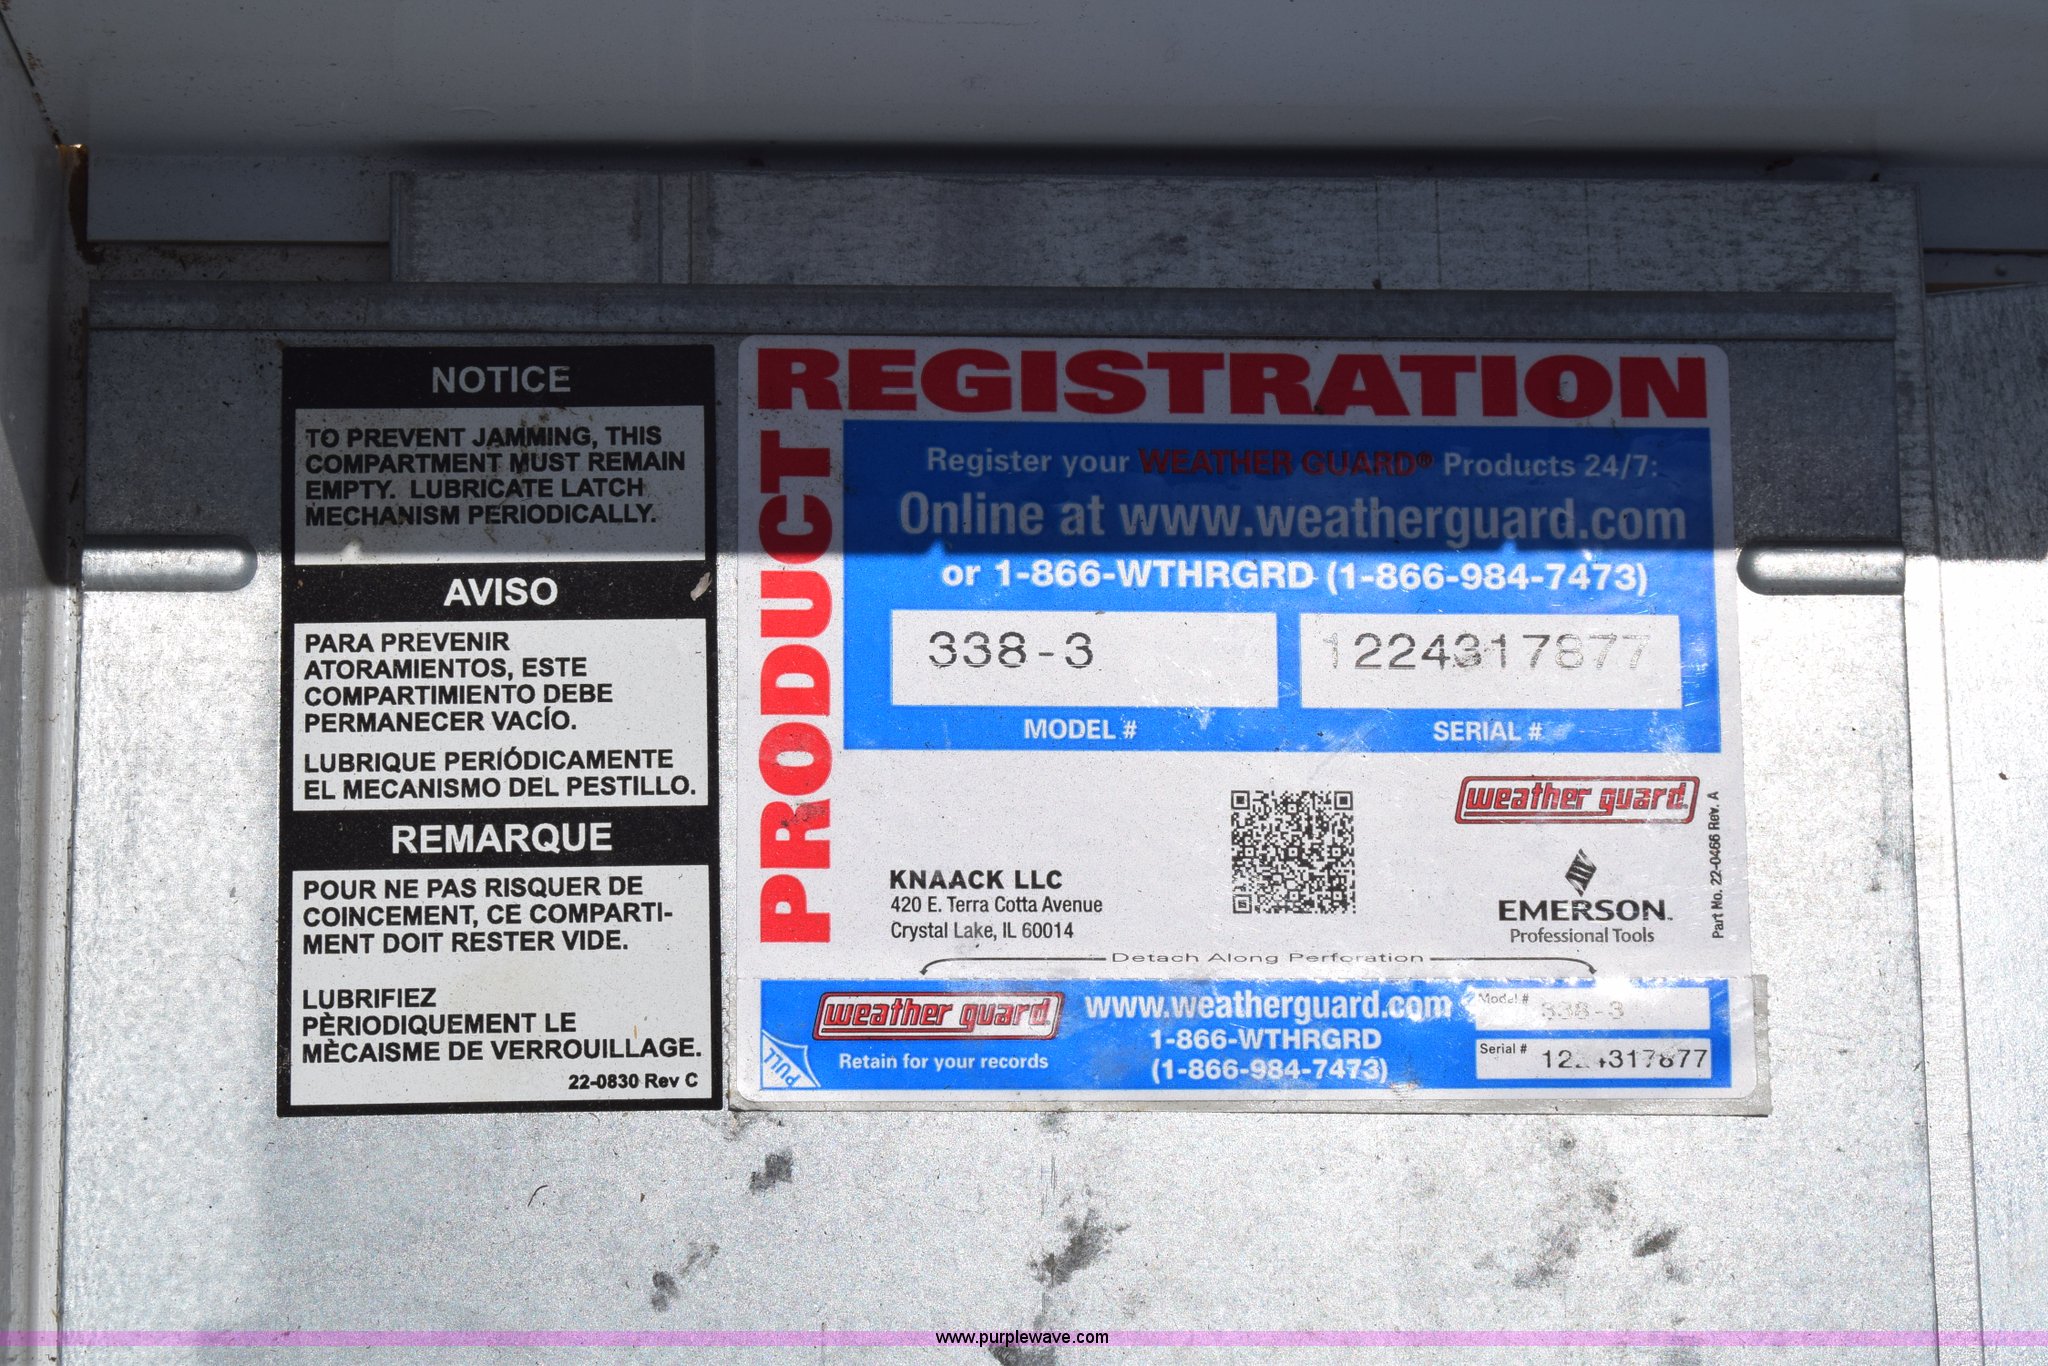 NOTICE
TO PREVENT JAMMING, THIS
COMPARTMENT MUST REMAIN
EMPTY. LUBRICATE LATCH
MECHANISM PERIODICALLY.
AVISO
PARA PREVENIR
ATORAMIENTOS, ESTE
COMPARTIMIENTO DEBE
PERMANECER VACÍO.
LUBRIQUE PERIÓDICAMENTE
EL MECANISMO DEL PESTILLO.
REMARQUE
POUR NE PAS RISQUER DE
COINCEMENT, CE COMPARTI-
MENT DOIT RESTER VIDE.
LUBRIFIEZ
PÈRIODIQUEMENT LE
MÈCAISME DE VERROUILLAGE.
22-0830 Rev C
PRODUCT
REGISTRATION
Register your WEATHER GUARD® Products 24/7:
Online at www.weatherguard.com
or 1-866-WTHRGRD (1-866-984-7473)
338-3
1224317877
MODEL #
SERIAL #
KNAACK LLC
420 E. Terra Cotta Avenue
Crystal Lake, IL 60014
weather guard
EMERSON™
Professional Tools
Part No. 22-0466 Rev. A
Detach Along Perforation
PULL
weather guard
Retain for your records
www.weatherguard.com
1-866-WTHRGRD
(1-866-984-7473)
Model # 338-3
Serial #
www.purplewave.com